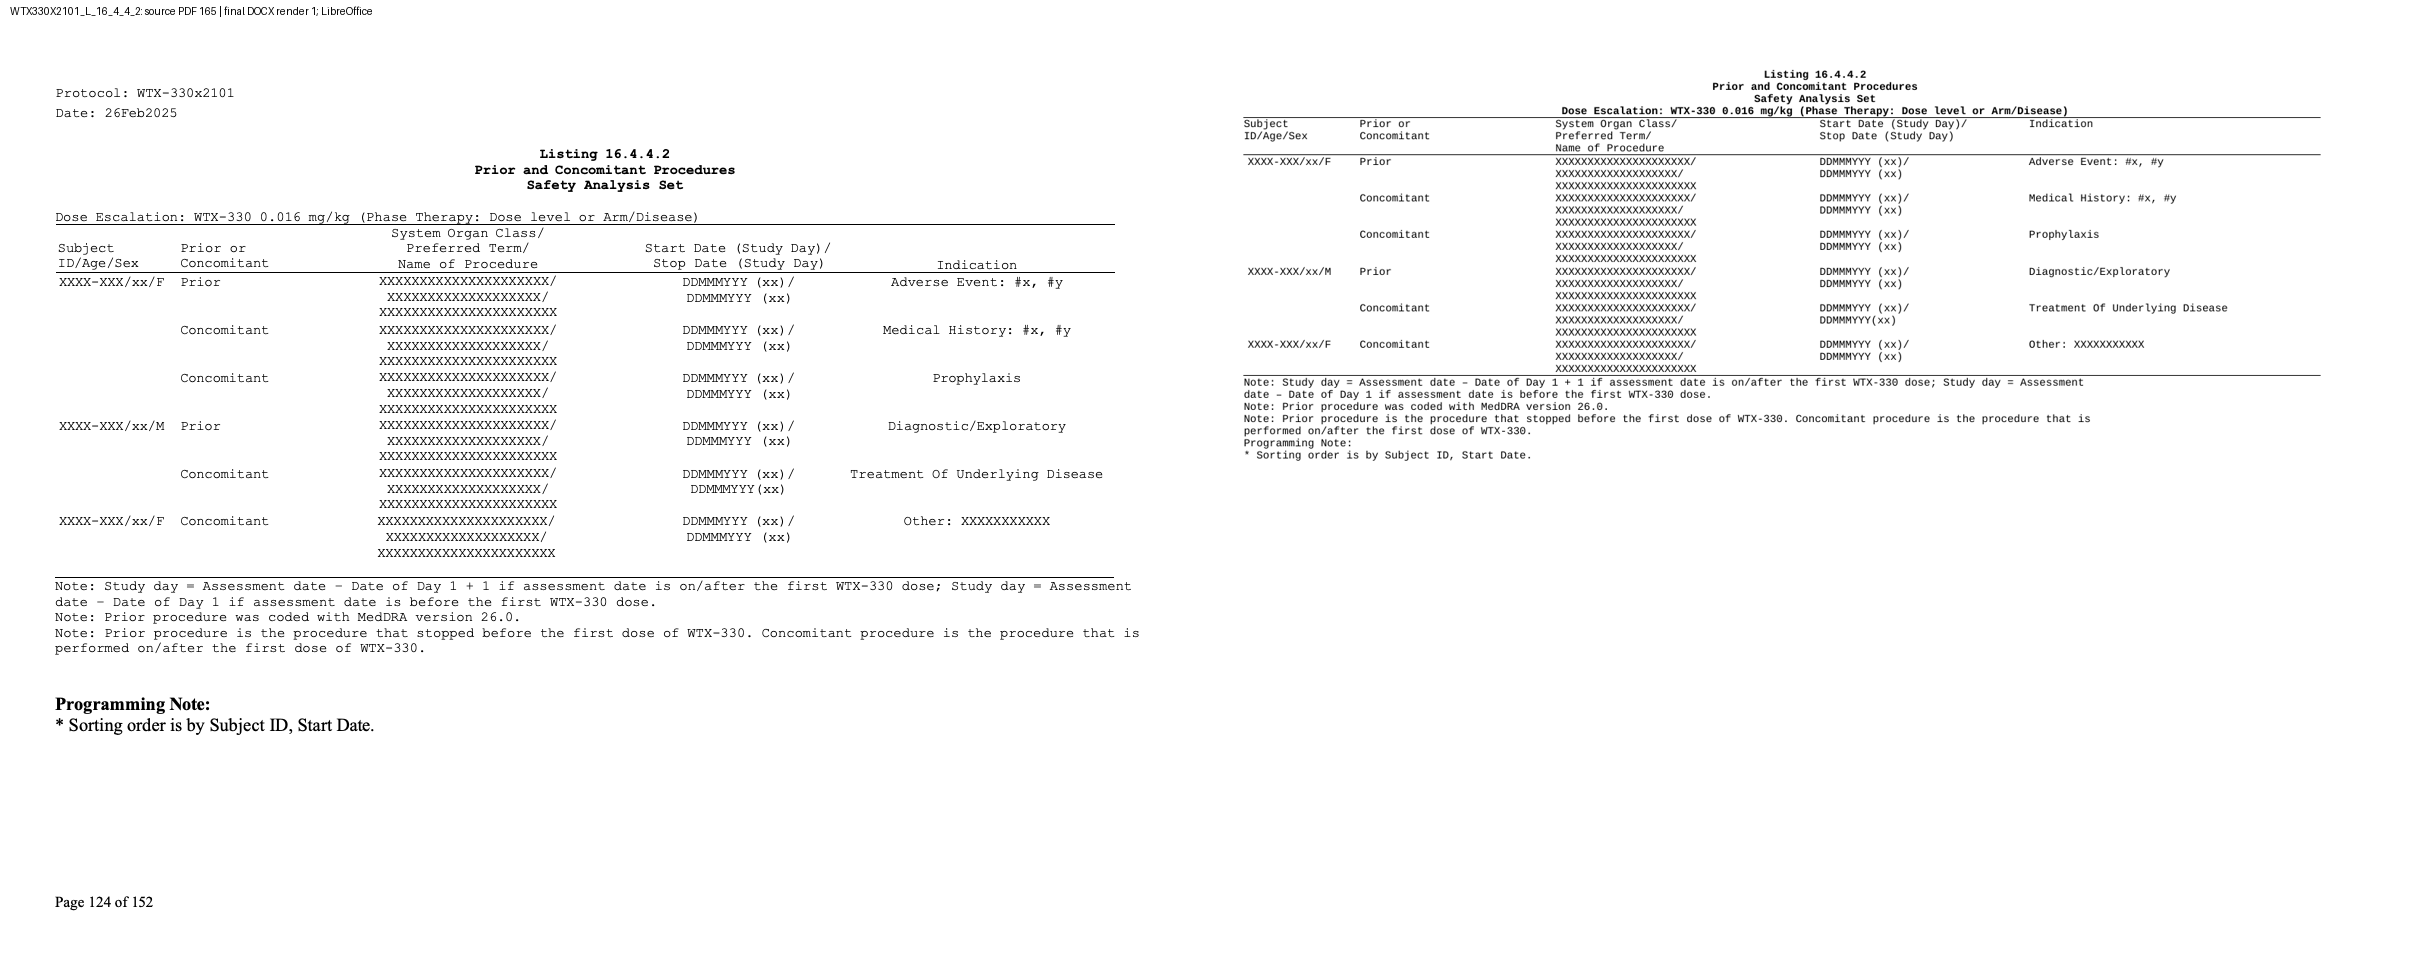 WTX330X2101_L_16_4_4_2: source PDF 165 | final DOCX render 1; LibreOffice
Protocol: WTX-330x2101
Date: 26Feb2025
Listing 16.4.4.2
Prior and Concomitant Procedures
Safety Analysis Set
Dose Escalation: WTX-330 0.016 mg/kg (Phase Therapy: Dose level or Arm/Disease)
System Organ Class/
Subject Prior or Preferred Term/ Start Date (Study Day)/
ID/Age/Sex Concomitant Name of Procedure Stop Date (Study Day) Indication
XXXX-XXX/xx/F Prior XXXXXXXXXXXXXXXXXXXXX/ DDMMMYYY (xx)/ Adverse Event: #x, #y
XXXXXXXXXXXXXXXXXXX/ DDMMMYYY (xx)
XXXXXXXXXXXXXXXXXXXXXX
Concomitant XXXXXXXXXXXXXXXXXXXXX/ DDMMMYYY (xx)/ Medical History: #x, #y
XXXXXXXXXXXXXXXXXXX/ DDMMMYYY (xx)
XXXXXXXXXXXXXXXXXXXXXX
Concomitant XXXXXXXXXXXXXXXXXXXXX/ DDMMMYYY (xx)/ Prophylaxis
XXXXXXXXXXXXXXXXXXX/ DDMMMYYY (xx)
XXXXXXXXXXXXXXXXXXXXXX
XXXX-XXX/xx/M Prior XXXXXXXXXXXXXXXXXXXXX/ DDMMMYYY (xx)/ Diagnostic/Exploratory
XXXXXXXXXXXXXXXXXXX/ DDMMMYYY (xx)
XXXXXXXXXXXXXXXXXXXXXX
Concomitant XXXXXXXXXXXXXXXXXXXXX/ DDMMMYYY (xx)/ Treatment Of Underlying Disease
XXXXXXXXXXXXXXXXXXX/ DDMMMYYY(xx)
XXXXXXXXXXXXXXXXXXXXXX
XXXX-XXX/xx/F Concomitant XXXXXXXXXXXXXXXXXXXXX/ DDMMMYYY (xx)/ Other: XXXXXXXXXXX
XXXXXXXXXXXXXXXXXXX/ DDMMMYYY (xx)
XXXXXXXXXXXXXXXXXXXXXX
Note: Study day = Assessment date – Date of Day 1 + 1 if assessment date is on/after the first WTX-330 dose; Study day = Assessment
date – Date of Day 1 if assessment date is before the first WTX-330 dose.
Note: Prior procedure was coded with MedDRA version 26.0.
Note: Prior procedure is the procedure that stopped before the first dose of WTX-330. Concomitant procedure is the procedure that is
performed on/after the first dose of WTX-330.
Programming Note:
* Sorting order is by Subject ID, Start Date.
Page 124 of 152
Listing 16.4.4.2
Prior and Concomitant Procedures
Safety Analysis Set
Dose Escalation: WTX-330 0.016 mg/kg (Phase Therapy: Dose level or Arm/Disease)
Subject Prior or System Organ Class/ Start Date (Study Day)/ Indication
ID/Age/Sex Concomitant Preferred Term/ Stop Date (Study Day)
Name of Procedure
XXXX-XXX/xx/F Prior XXXXXXXXXXXXXXXXXXXXX/ DDMMMYYY (xx)/ Adverse Event: #x, #y
XXXXXXXXXXXXXXXXXXX/ DDMMMYYY (xx)
XXXXXXXXXXXXXXXXXXXXXX
Concomitant XXXXXXXXXXXXXXXXXXXXX/ DDMMMYYY (xx)/ Medical History: #x, #y
XXXXXXXXXXXXXXXXXXX/ DDMMMYYY (xx)
XXXXXXXXXXXXXXXXXXXXXX
Concomitant XXXXXXXXXXXXXXXXXXXXX/ DDMMMYYY (xx)/ Prophylaxis
XXXXXXXXXXXXXXXXXXX/ DDMMMYYY (xx)
XXXXXXXXXXXXXXXXXXXXXX
XXXX-XXX/xx/M Prior XXXXXXXXXXXXXXXXXXXXX/ DDMMMYYY (xx)/ Diagnostic/Exploratory
XXXXXXXXXXXXXXXXXXX/ DDMMMYYY (xx)
XXXXXXXXXXXXXXXXXXXXXX
Concomitant XXXXXXXXXXXXXXXXXXXXX/ DDMMMYYY (xx)/ Treatment Of Underlying Disease
XXXXXXXXXXXXXXXXXXX/ DDMMMYYY(xx)
XXXXXXXXXXXXXXXXXXXXXX
XXXX-XXX/xx/F Concomitant XXXXXXXXXXXXXXXXXXXXX/ DDMMMYYY (xx)/ Other: XXXXXXXXXXX
XXXXXXXXXXXXXXXXXXX/ DDMMMYYY (xx)
XXXXXXXXXXXXXXXXXXXXXX
Note: Study day = Assessment date – Date of Day 1 + 1 if assessment date is on/after the first WTX-330 dose; Study day = Assessment
date – Date of Day 1 if assessment date is before the first WTX-330 dose.
Note: Prior procedure was coded with MedDRA version 26.0.
Note: Prior procedure is the procedure that stopped before the first dose of WTX-330. Concomitant procedure is the procedure that is
performed on/after the first dose of WTX-330.
Programming Note:
* Sorting order is by Subject ID, Start Date.